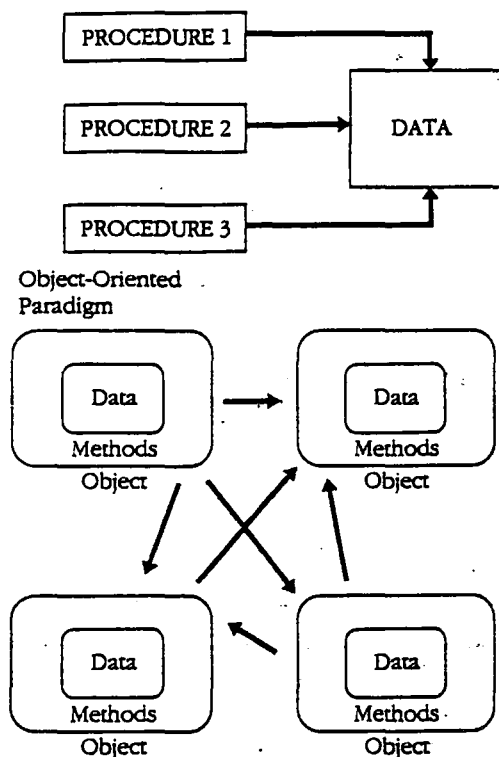 PROCEDURE 1
PROCEDURE 2
DATA
PROCEDURE 3
Object-Oriented
Paradigm
Data
Data
Methods
Methods
Object
Object
Data
Data
Methods
Methods
Object
Object